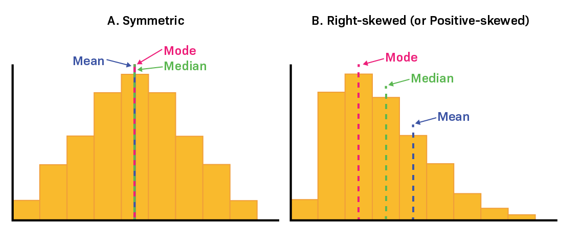 A. Symmetric
Mean
Mode
Median
B. Right-skewed (or Positive-skewed)
Mode
Median
Mean